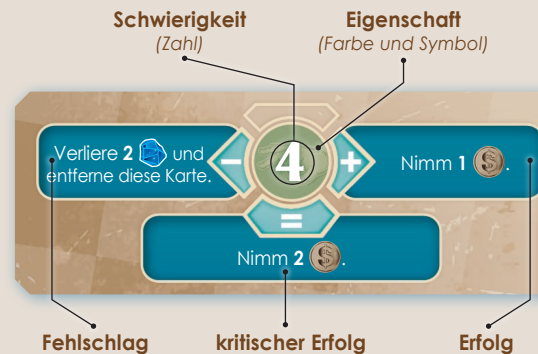 Schwierigkeit
(Zahl)
Eigenschaft
(Farbe und Symbol)
Verliere 2 und
entferne diese Karte.
−
4
+
Nimm 1 $.
=
Nimm 2 $.
Fehlschlag
kritischer Erfolg
Erfolg